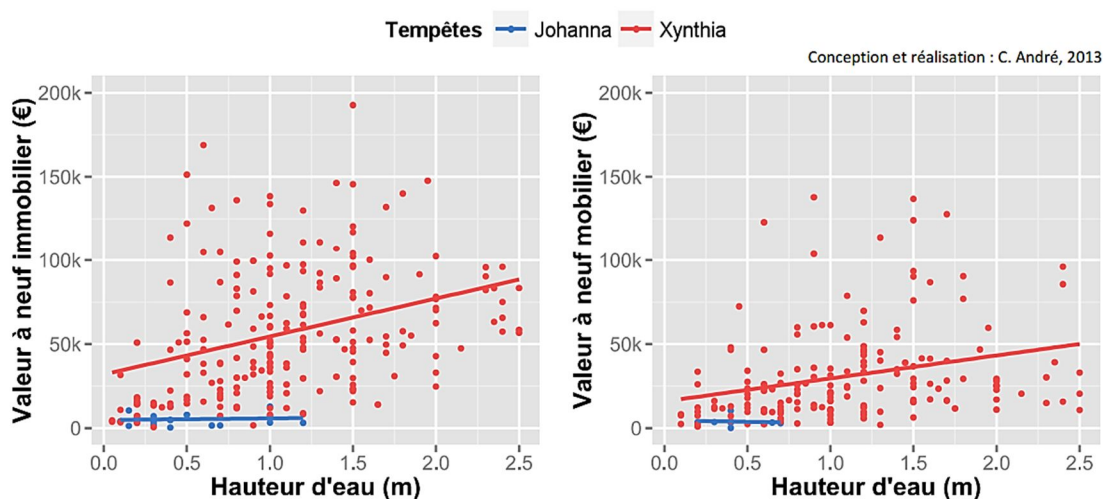 Tempêtes Johanna Xynthia
Conception et réalisation : C. André, 2013
Valeur à neuf immobilier (€)
200k
150k
100k
50k
0
0.0 0.5 1.0 1.5 2.0 2.5
Hauteur d'eau (m)
Valeur à neuf mobilier (€)
200k
150k
100k
50k
0
0.0 0.5 1.0 1.5 2.0 2.5
Hauteur d'eau (m)